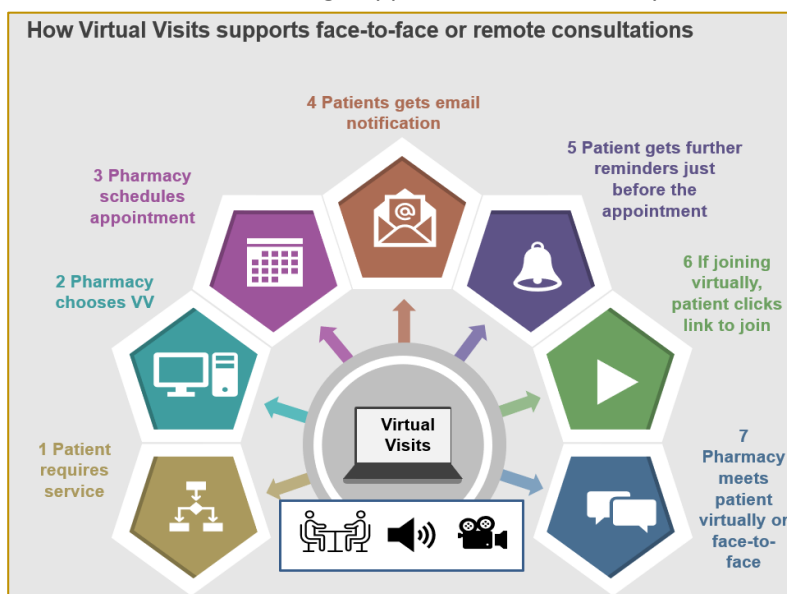 How Virtual Visits supports face-to-face or remote consultations
4 Patients gets email
notification
3 Pharmacy
schedules
appointment
5 Patient gets further
reminders just
before the
appointment
2 Pharmacy
chooses VV
6 If joining
virtually,
patient clicks
link to join
1 Patient
requires
service
Virtual
Visits
7
Pharmacy
meets
patient
virtually or
face-to-
face
@